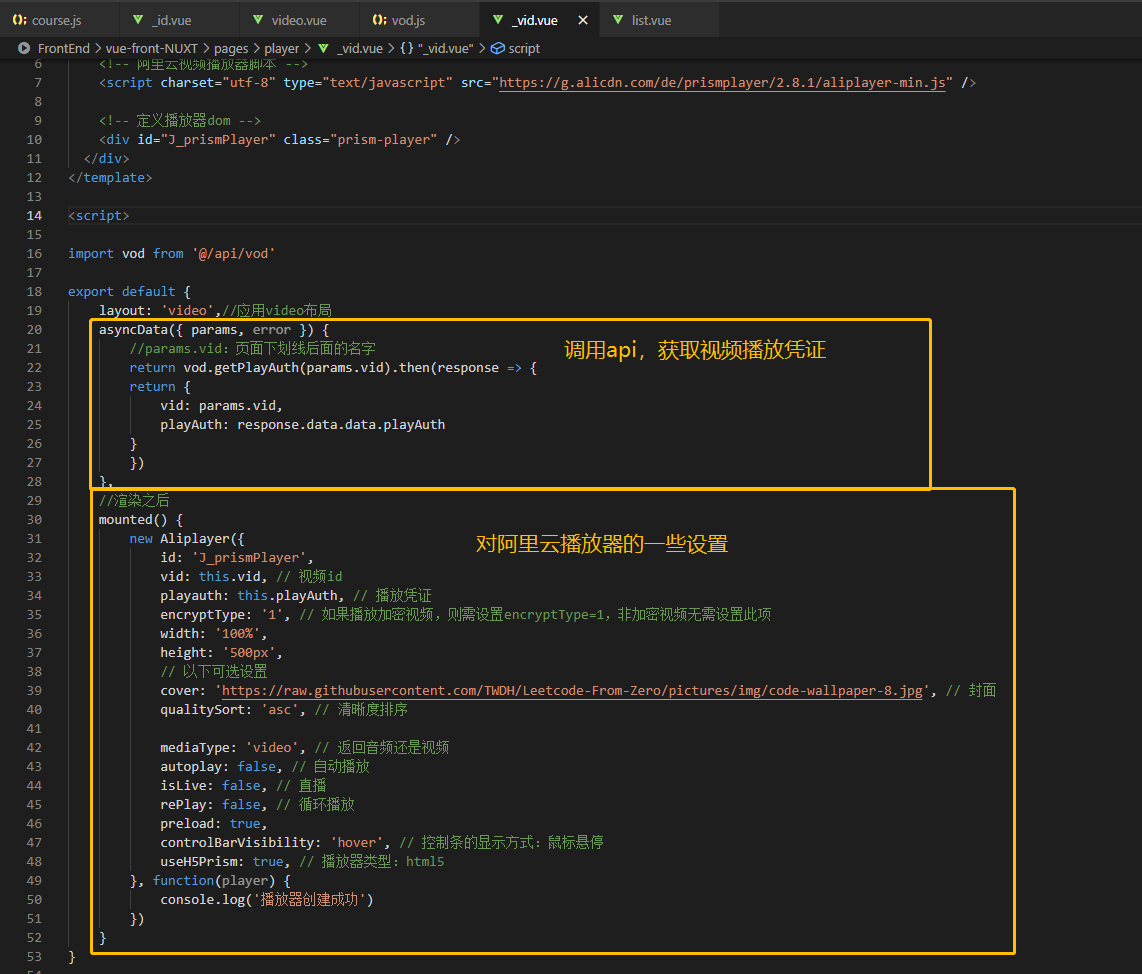 course.js _id.vue video.vue vod.js _vid.vue × list.vue
FrontEnd > vue-front-NUXT > pages > player > _vid.vue > {} "_vid.vue" > script
6 <!-- 阿里云视频播放器脚本 -->
7 <script charset="utf-8" type="text/javascript" src="https://g.alicdn.com/de/prismplayer/2.8.1/aliplayer-min.js" />
8
9 <!-- 定义播放器dom -->
10 <div id="J_prismPlayer" class="prism-player" />
11 </div>
12 </template>
13
14 <script>
15
16 import vod from '@/api/vod'
17
18 export default {
19 layout: 'video',//应用video布局
20 asyncData({ params, error }) {
21 //params.vid：页面下划线后面的名字
调用api，获取视频播放凭证
22 return vod.getPlayAuth(params.vid).then(response => {
23 return {
24 vid: params.vid,
25 playAuth: response.data.data.playAuth
26 }
27 })
28 },
29 //渲染之后
30 mounted() {
31 new Aliplayer({
对阿里云播放器的一些设置
32 id: 'J_prismPlayer',
33 vid: this.vid, // 视频id
34 playauth: this.playAuth, // 播放凭证
35 encryptType: '1', // 如果播放加密视频，则需设置encryptType=1，非加密视频无需设置此项
36 width: '100%',
37 height: '500px',
38 // 以下可选设置
39 cover: 'https://raw.githubusercontent.com/TWDH/Leetcode-From-Zero/pictures/img/code-wallpaper-8.jpg', // 封面
40 qualitySort: 'asc', // 清晰度排序
41
42 mediaType: 'video', // 返回音频还是视频
43 autoplay: false, // 自动播放
44 isLive: false, // 直播
45 rePlay: false, // 循环播放
46 preload: true,
47 controlBarVisibility: 'hover', // 控制条的显示方式：鼠标悬停
48 useH5Prism: true, // 播放器类型：html5
49 }, function(player) {
50 console.log('播放器创建成功')
51 })
52 }
53 }